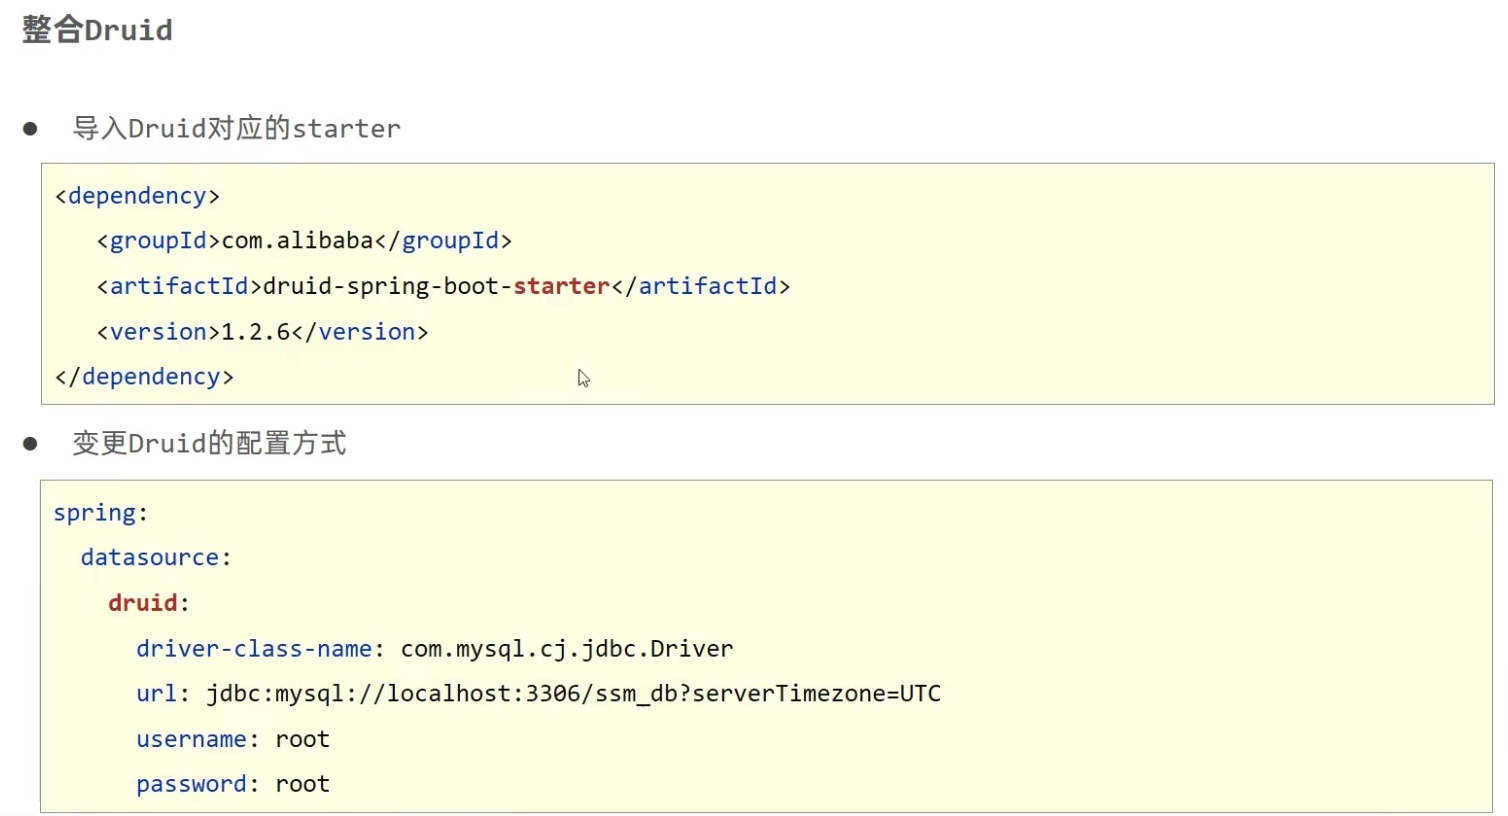 整合Druid
● 导入Druid对应的starter
<dependency>
<groupId>com.alibaba</groupId>
<artifactId>druid-spring-boot-starter</artifactId>
<version>1.2.6</version>
</dependency>
● 变更Druid的配置方式
spring:
datasource:
druid:
driver-class-name: com.mysql.cj.jdbc.Driver
url: jdbc:mysql://localhost:3306/ssm_db?serverTimezone=UTC
username: root
password: root